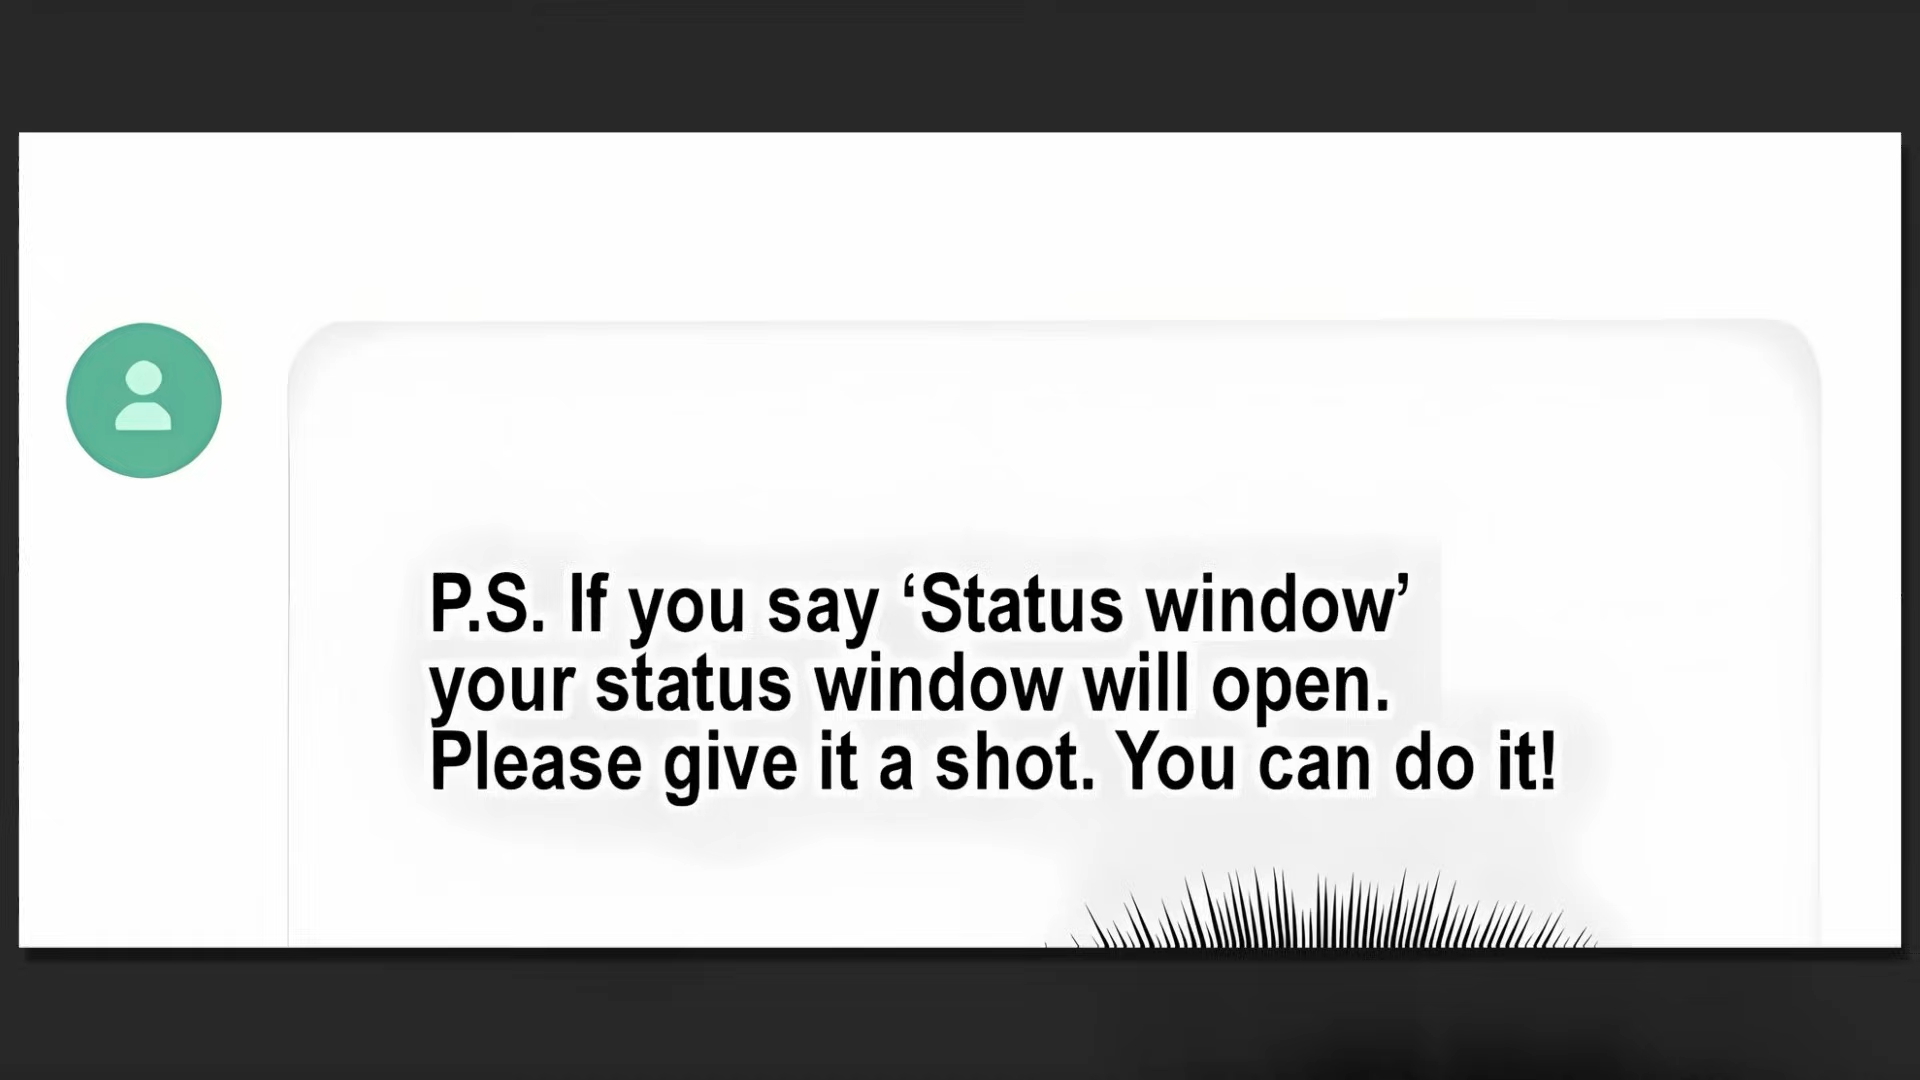 P.S. If you say ‘Status window’
your status window will open.
Please give it a shot. You can do it!